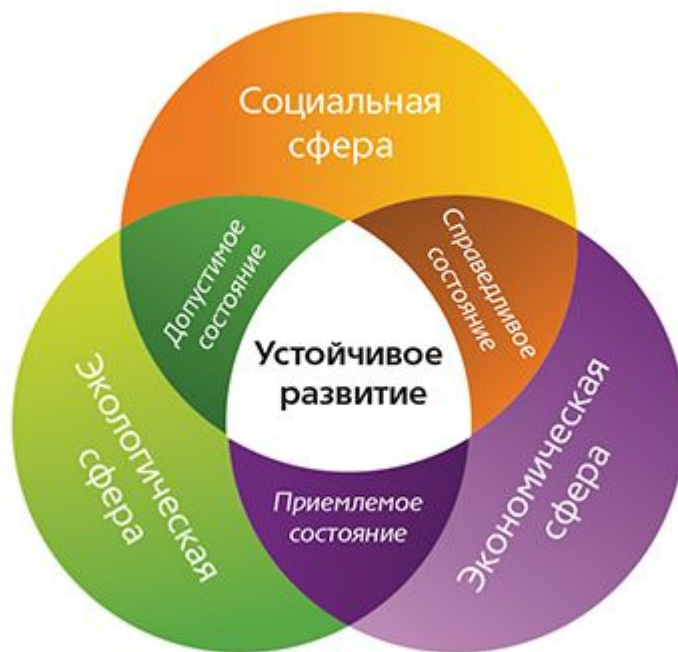 Социальная
сфера
Допустимое
состояние
Справедливое
состояние
Устойчивое
развитие
Экологическая
сфера
Приемлемое
состояние
Экономическая
сфера